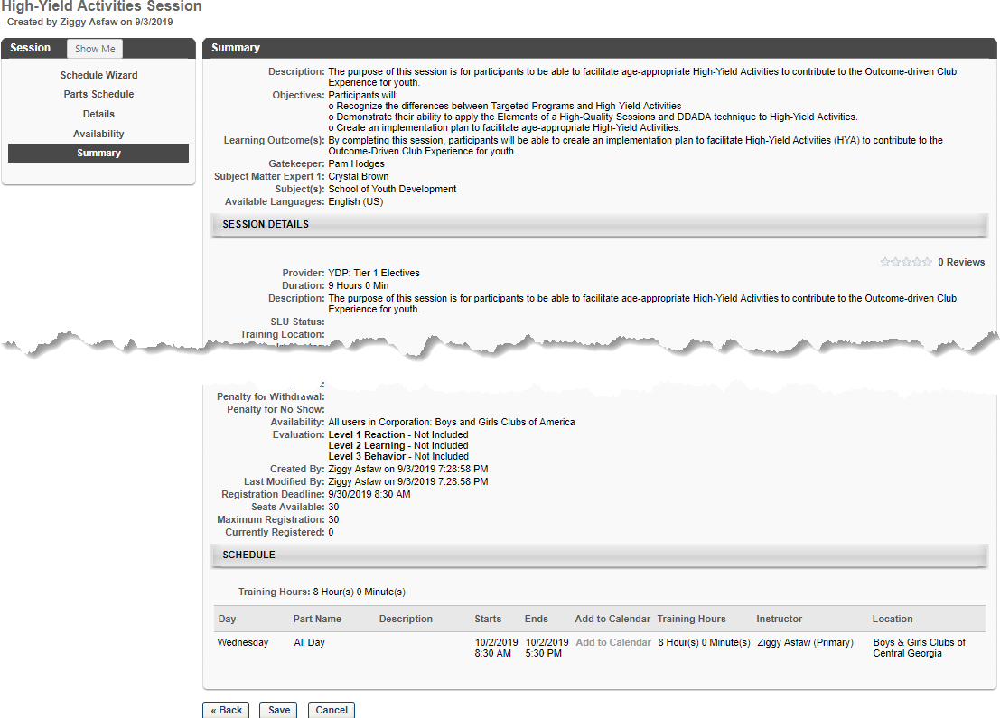 High-Yield Activities Session
- Created by Ziggy Asfaw on 9/3/2019
Session Show Me
Schedule Wizard
Parts Schedule
Details
Availability
Summary
Summary
Description: The purpose of this session is for participants to be able to facilitate age-appropriate High-Yield Activities to contribute to the Outcome-driven Club
Experience for youth.
Objectives: Participants will:
o Recognize the differences between Targeted Programs and High-Yield Activities
o Demonstrate their ability to apply the Elements of a High-Quality Sessions and DDADA technique to High-Yield Activities.
o Create an implementation plan to facilitate age-appropriate High-Yield Activities.
Learning Outcome(s): By completing this session, participants will be able to create an implementation plan to facilitate High-Yield Activities (HYA) to contribute to the
Outcome-Driven Club Experience for youth.
Gatekeeper: Pam Hodges
Subject Matter Expert 1: Crystal Brown
Subject(s): School of Youth Development
Available Languages: English (US)
SESSION DETAILS
0 Reviews
Provider: YDP: Tier 1 Electives
Duration: 9 Hours 0 Min
Description: The purpose of this session is for participants to be able to facilitate age-appropriate High-Yield Activities to contribute to the Outcome-driven Club
Experience for youth.
SLU Status:
Training Location:
Penalty for Withdrawal:
Penalty for No Show:
Availability: All users in Corporation: Boys and Girls Clubs of America
Evaluation: Level 1 Reaction - Not Included
Level 2 Learning - Not Included
Level 3 Behavior - Not Included
Created By: Ziggy Asfaw on 9/3/2019 7:28:58 PM
Last Modified By: Ziggy Asfaw on 9/3/2019 7:28:58 PM
Registration Deadline: 9/30/2019 8:30 AM
Seats Available: 30
Maximum Registration: 30
Currently Registered: 0
SCHEDULE
Training Hours: 8 Hour(s) 0 Minute(s)
Day Part Name Description Starts Ends Add to Calendar Training Hours Instructor Location
Wednesday All Day 10/2/2019 10/2/2019 Add to Calendar 8 Hour(s) 0 Minute(s) Ziggy Asfaw (Primary) Boys & Girls Clubs of
8:30 AM 5:30 PM Central Georgia
« Back Save Cancel